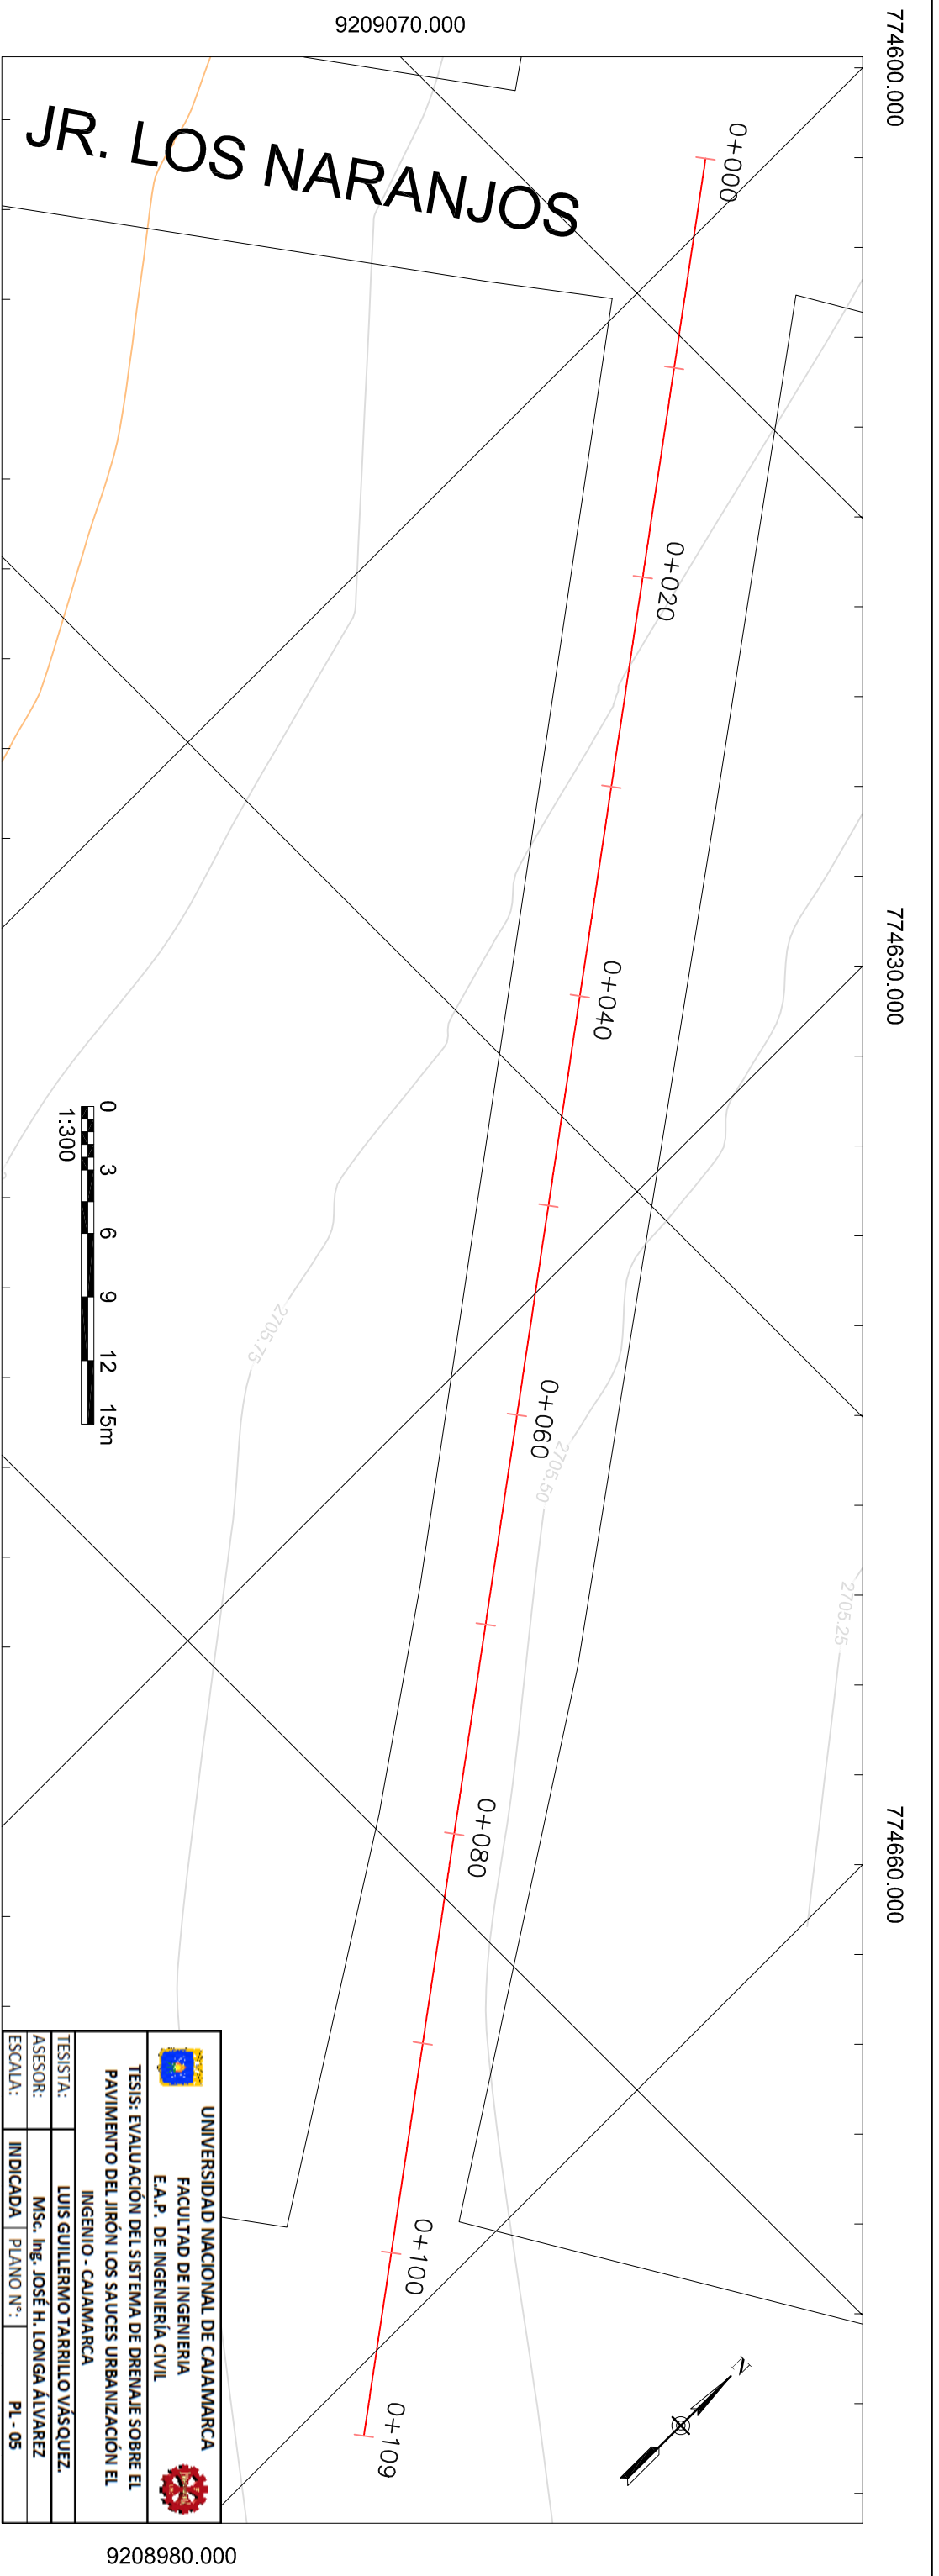 9209070.000
774600.000
774630.000
774660.000
9208980.000
JR. LOS NARANJOS
0+000
0+020
0+040
0+060
0+080
0+100
0+109
2705.75
2705.50
2705.25
0 3 6 9 12 15m
1:300
N
UNIVERSIDAD NACIONAL DE CAJAMARCA
FACULTAD DE INGENIERIA
E.A.P. DE INGENIERÍA CIVIL
TESIS: EVALUACIÓN DEL SISTEMA DE DRENAJE SOBRE EL
PAVIMENTO DEL JIRÓN LOS SAUCES URBANIZACIÓN EL
INGENIO - CAJAMARCA
TESISTA: LUIS GUILLERMO TARRILLO VÁSQUEZ.
ASESOR: MSc. Ing. JOSÉ H. LONGA ÁLVAREZ
ESCALA: INDICADA PLANO N°: PL - 05